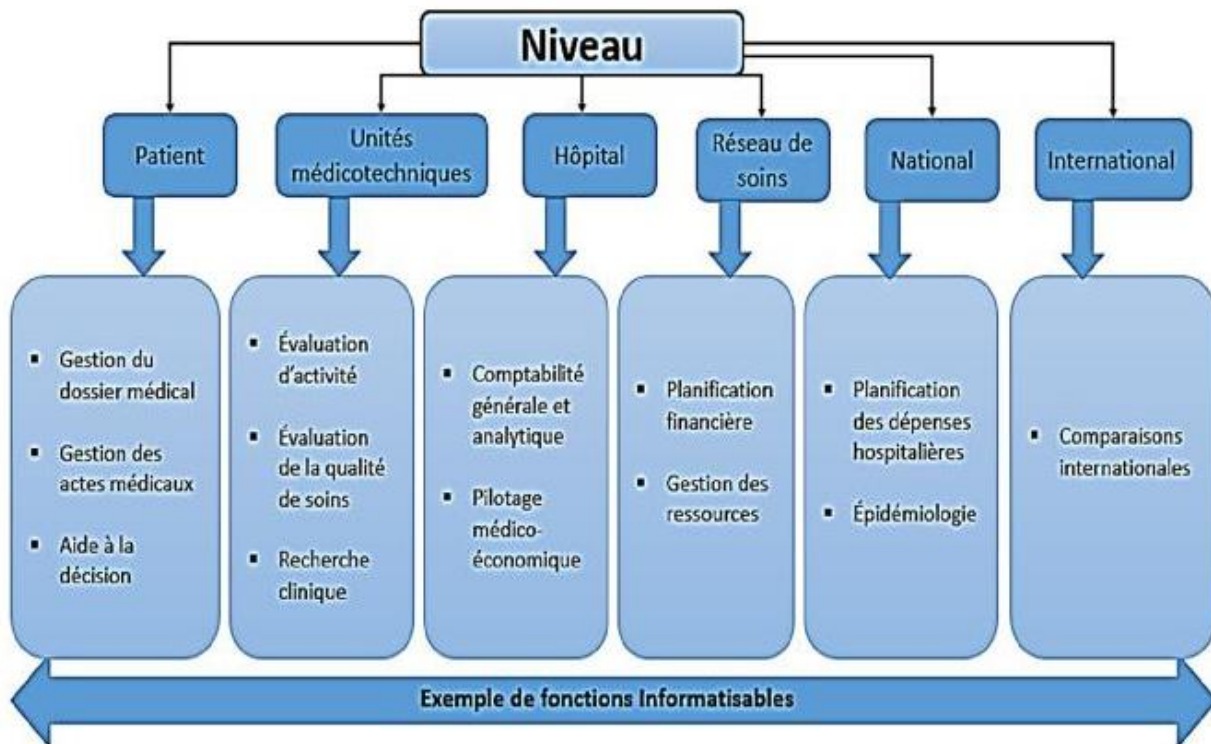 Niveau
Patient
Unités
médicotechniques
Hôpital
Réseau de
soins
National
International
▪ Gestion du
dossier médical
▪ Gestion des
actes médicaux
▪ Aide à la
décision
▪ Évaluation
d'activité
▪ Évaluation
de la qualité
de soins
▪ Recherche
clinique
▪ Comptabilité
générale et
analytique
▪ Pilotage
médico-
économique
▪ Planification
financière
▪ Gestion des
ressources
▪ Planification
des dépenses
hospitalières
▪ Épidémiologie
▪ Comparaisons
internationales
Exemple de fonctions Informatisables